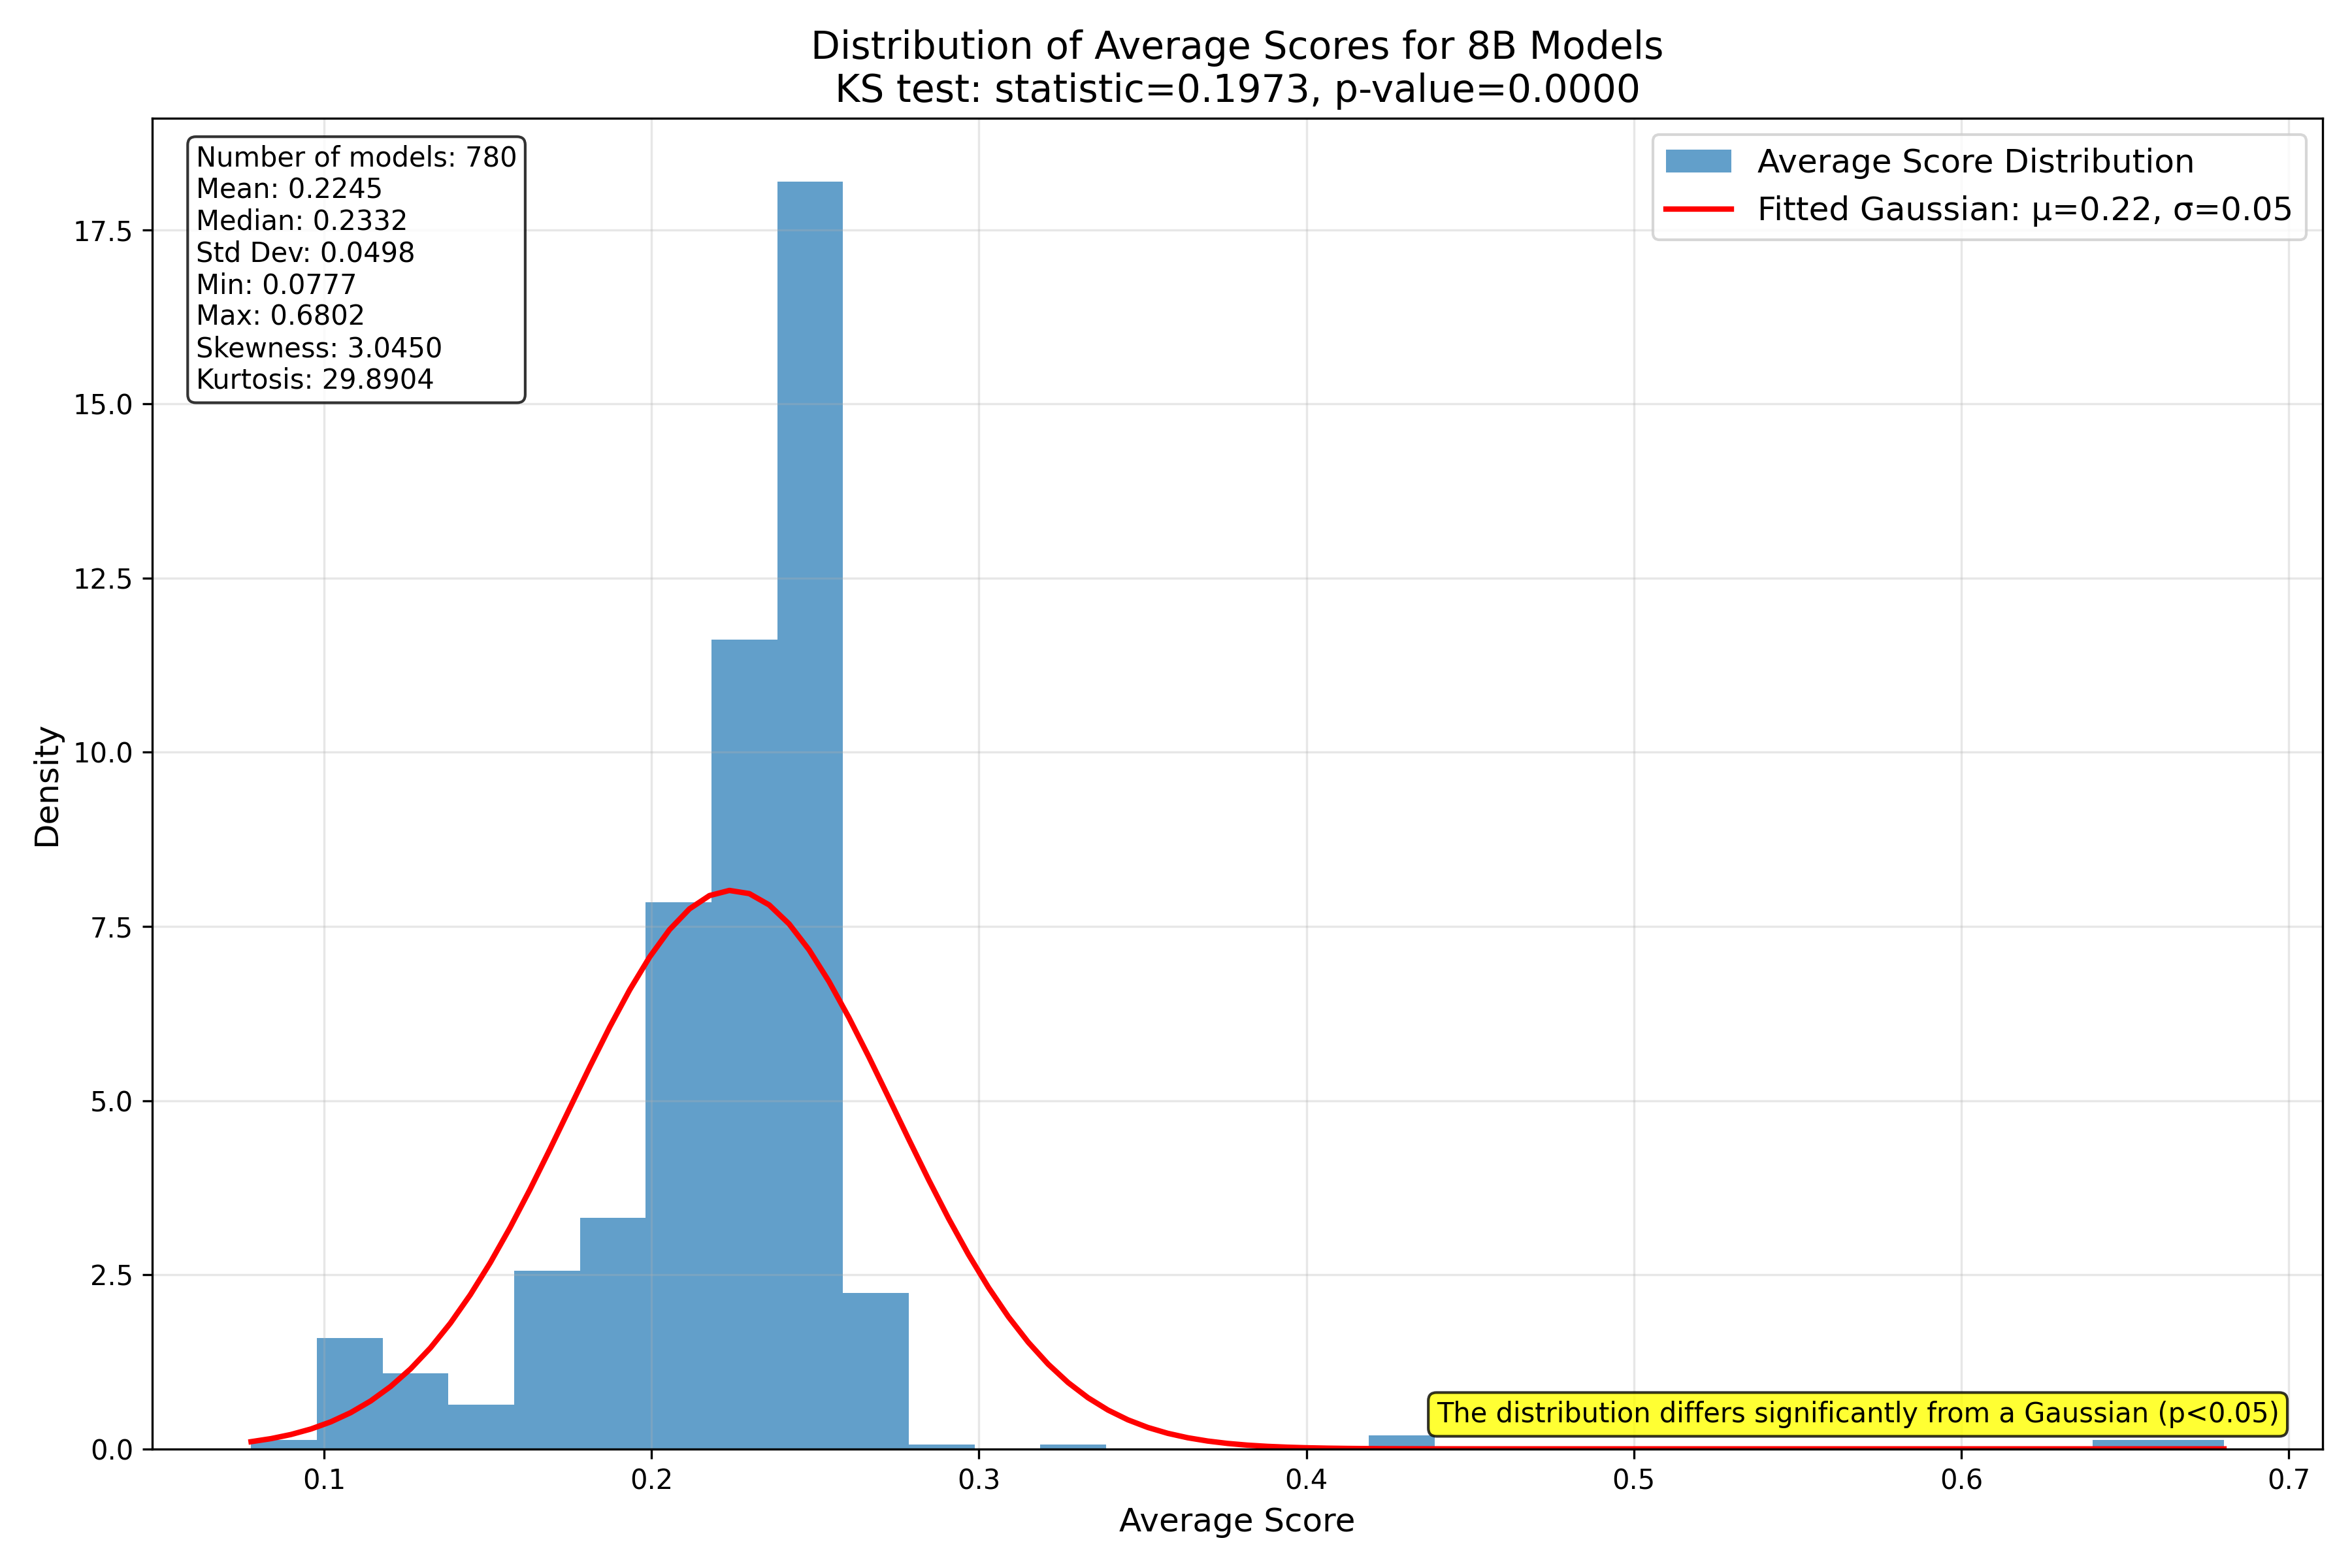 Distribution of Average Scores for 8B Models
KS test: statistic=0.1973, p-value=0.0000
Number of models: 780
Mean: 0.2245
Median: 0.2332
Std Dev: 0.0498
Min: 0.0777
Max: 0.6802
Skewness: 3.0450
Kurtosis: 29.8904
Average Score Distribution
Fitted Gaussian: μ=0.22, σ=0.05
17.5
15.0
12.5
10.0
7.5
5.0
2.5
0.0
Density
The distribution differs significantly from a Gaussian (p<0.05)
0.1
0.2
0.3
0.4
0.5
0.6
0.7
Average Score